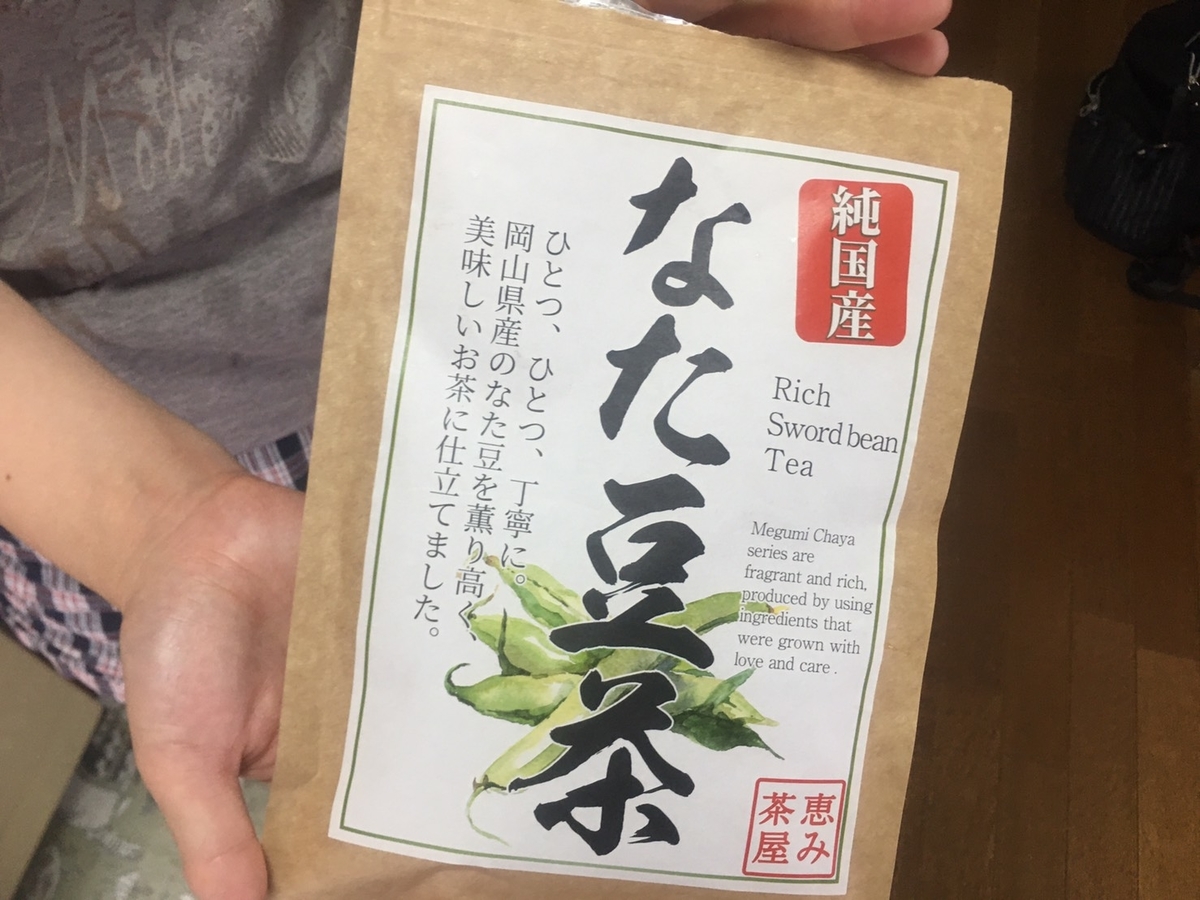 純国産
なた豆茶
Rich
Sword bean
Tea
Megumi Chaya
series are
fragrant and rich,
produced by using
ingredients that
were grown with
love and care.
ひとつ、ひとつ、丁寧に。
岡山県産のなた豆を薫り高く、
美味しいお茶に仕立てました。
恵み
茶屋